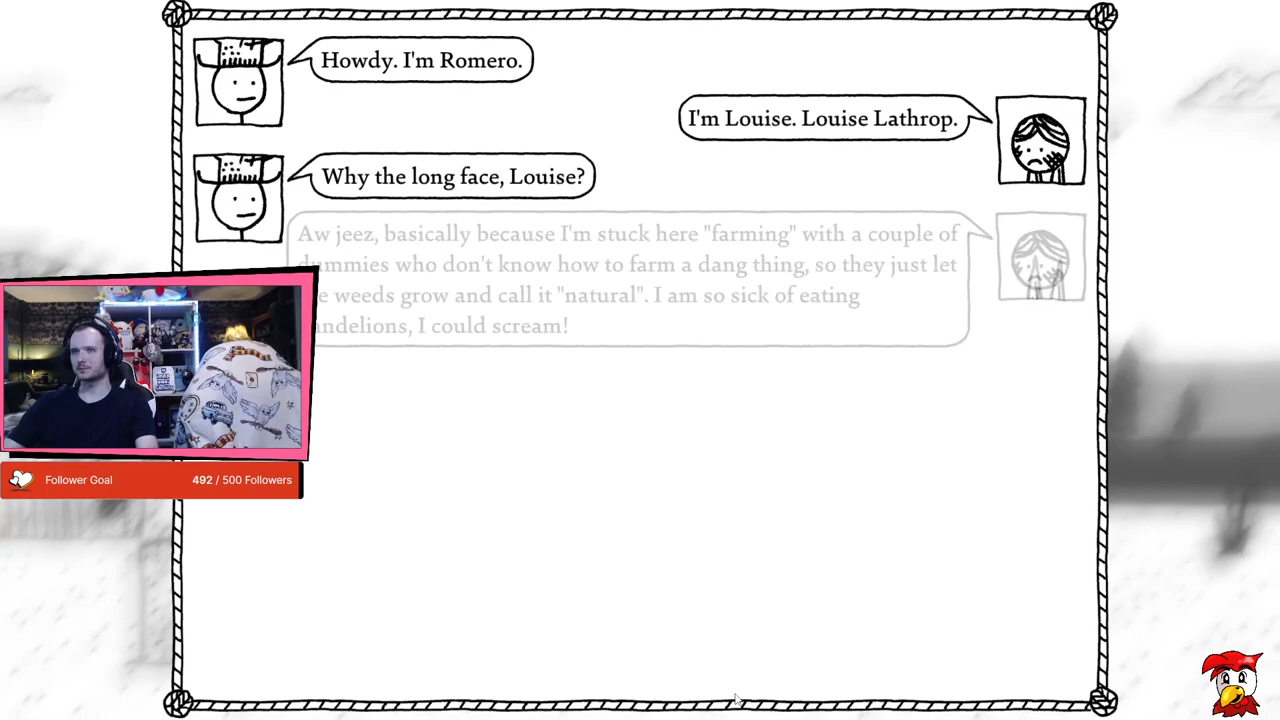 Howdy. I'm Romero.
I'm Louise. Louise Lathrop.
Why the long face, Louise?
Aw jeez, basically because I'm stuck here "farming" with a couple of
dummies who don't know how to farm a dang thing, so they just let
weeds grow and call it "natural". I am so sick of eating
dandelions, I could scream!
Follower Goal
492 / 500 Followers